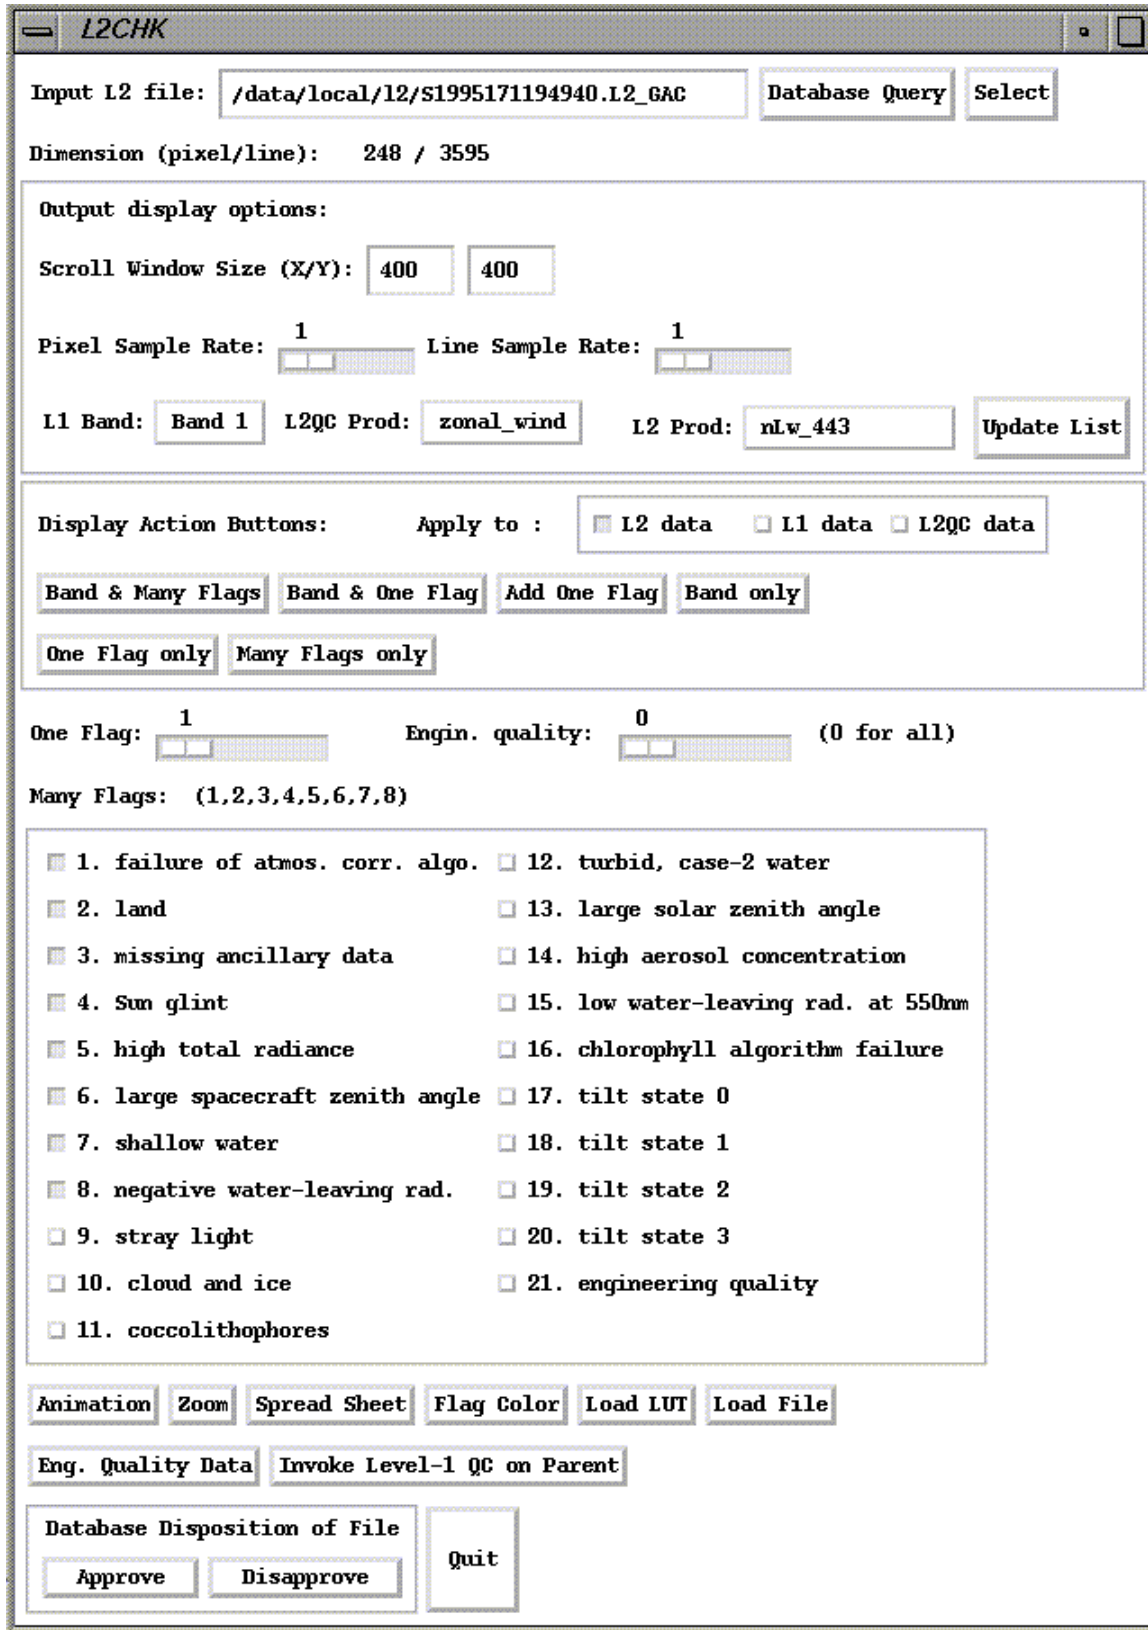 L2CHK
Input L2 file: /data/local/l2/S1995171194940.L2_GAC Database Query Select
Dimension (pixel/line): 248 / 3595
Output display options:
Scroll Window Size (X/Y): 400 400
1 1
Pixel Sample Rate: Line Sample Rate:
L1 Band: Band 1 L2QC Prod: zonal_wind L2 Prod: nLw_443 Update List
Display Action Buttons: Apply to : L2 data L1 data L2QC data
Band & Many Flags Band & One Flag Add One Flag Band only
One Flag only Many Flags only
1 0
One Flag: Engin. quality: (0 for all)
Many Flags: (1,2,3,4,5,6,7,8)
1. failure of atmos. corr. algo. 12. turbid, case-2 water
2. land 13. large solar zenith angle
3. missing ancillary data 14. high aerosol concentration
4. Sun glint 15. low water-leaving rad. at 550nm
5. high total radiance 16. chlorophyll algorithm failure
6. large spacecraft zenith angle 17. tilt state 0
7. shallow water 18. tilt state 1
8. negative water-leaving rad. 19. tilt state 2
9. stray light 20. tilt state 3
10. cloud and ice 21. engineering quality
11. coccolithophores
Animation Zoom Spread Sheet Flag Color Load LUT Load File
Eng. Quality Data Invoke Level-1 QC on Parent
Database Disposition of File
Approve Disapprove Quit